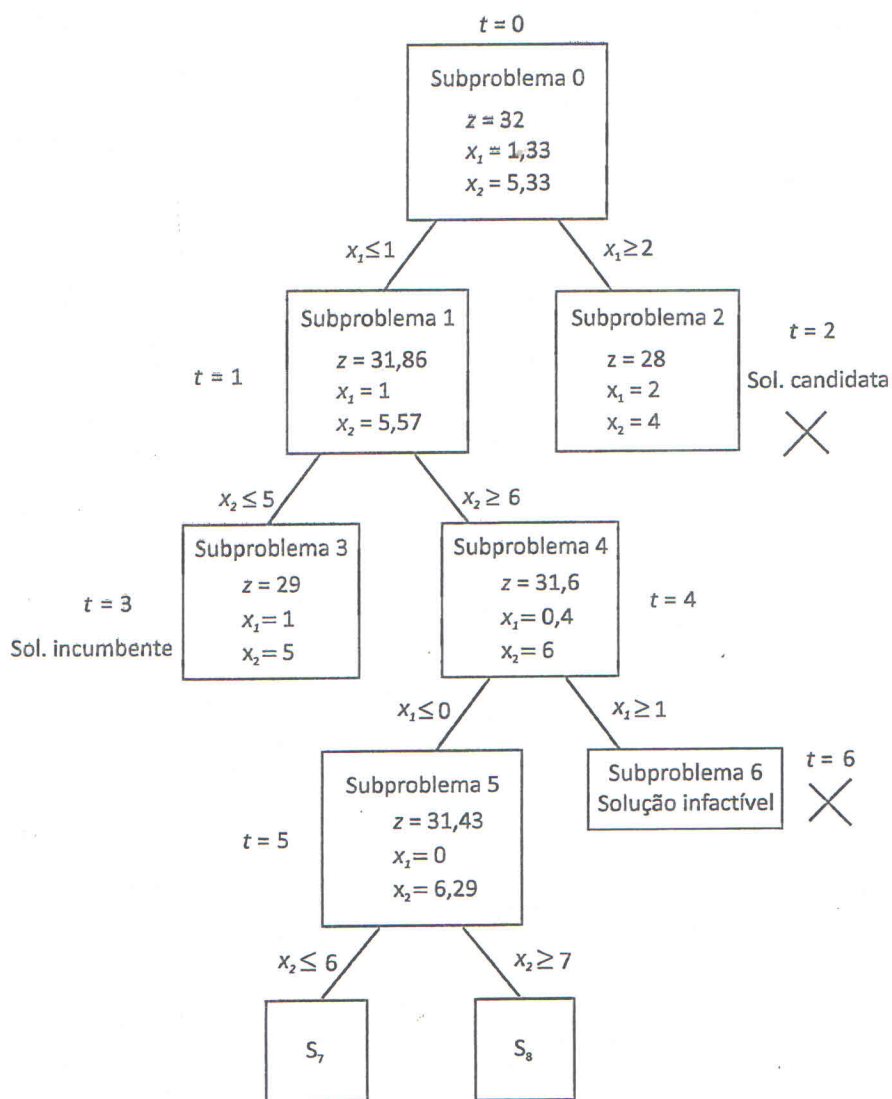 t = 0
Subproblema 0
z = 32
x₁ = 1,33
x₂ = 5,33
x₁ ≤ 1
x₁ ≥ 2
Subproblema 1
z = 31,86
x₁ = 1
x₂ = 5,57
t = 1
Subproblema 2
z = 28
x₁ = 2
x₂ = 4
t = 2
Sol. candidata
x₂ ≤ 5
x₂ ≥ 6
Subproblema 3
z = 29
x₁ = 1
x₂ = 5
t = 3
Sol. incumbente
Subproblema 4
z = 31,6
x₁ = 0,4
x₂ = 6
t = 4
x₁ ≤ 0
x₁ ≥ 1
Subproblema 5
z = 31,43
x₁ = 0
x₂ = 6,29
t = 5
Subproblema 6
Solução infactível
t = 6
x₂ ≤ 6
x₂ ≥ 7
S₇
S₈